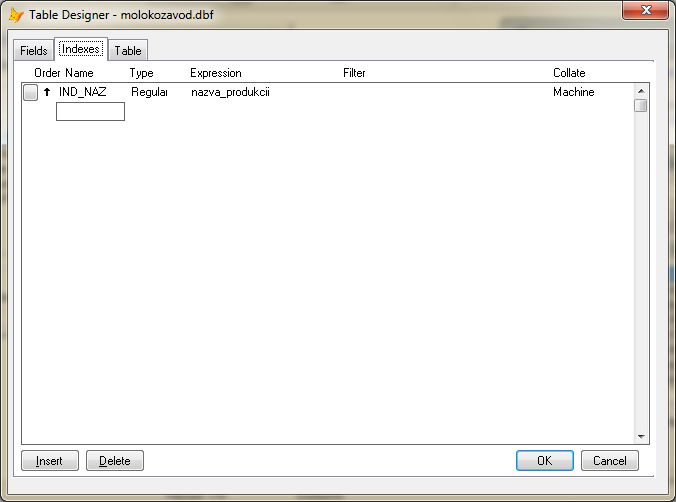 Table Designer - molokozavod.dbf
Fields Indexes Table
Order Name Type Expression Filter Collate
IND_NAZ Regular nazva_produkcii Machine
Insert Delete OK Cancel